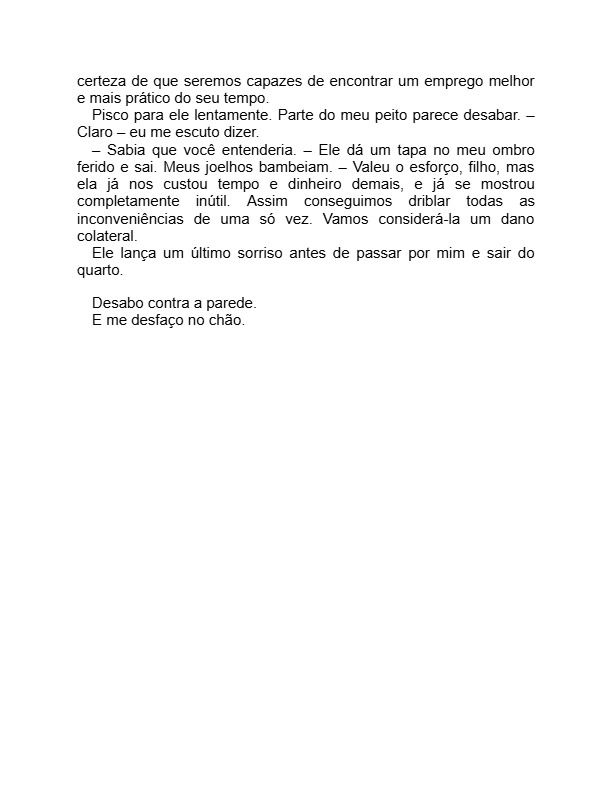 certeza de que seremos capazes de encontrar um emprego melhor
e mais prático do seu tempo.
Pisco para ele lentamente. Parte do meu peito parece desabar. –
Claro – eu me escuto dizer.
– Sabia que você entenderia. – Ele dá um tapa no meu ombro
ferido e sai. Meus joelhos bambeiam. – Valeu o esforço, filho, mas
ela já nos custou tempo e dinheiro demais, e já se mostrou
completamente inútil. Assim conseguimos driblar todas as
inconveniências de uma só vez. Vamos considerá-la um dano
colateral.
Ele lança um último sorriso antes de passar por mim e sair do
quarto.
Desabo contra a parede.
E me desfaço no chão.